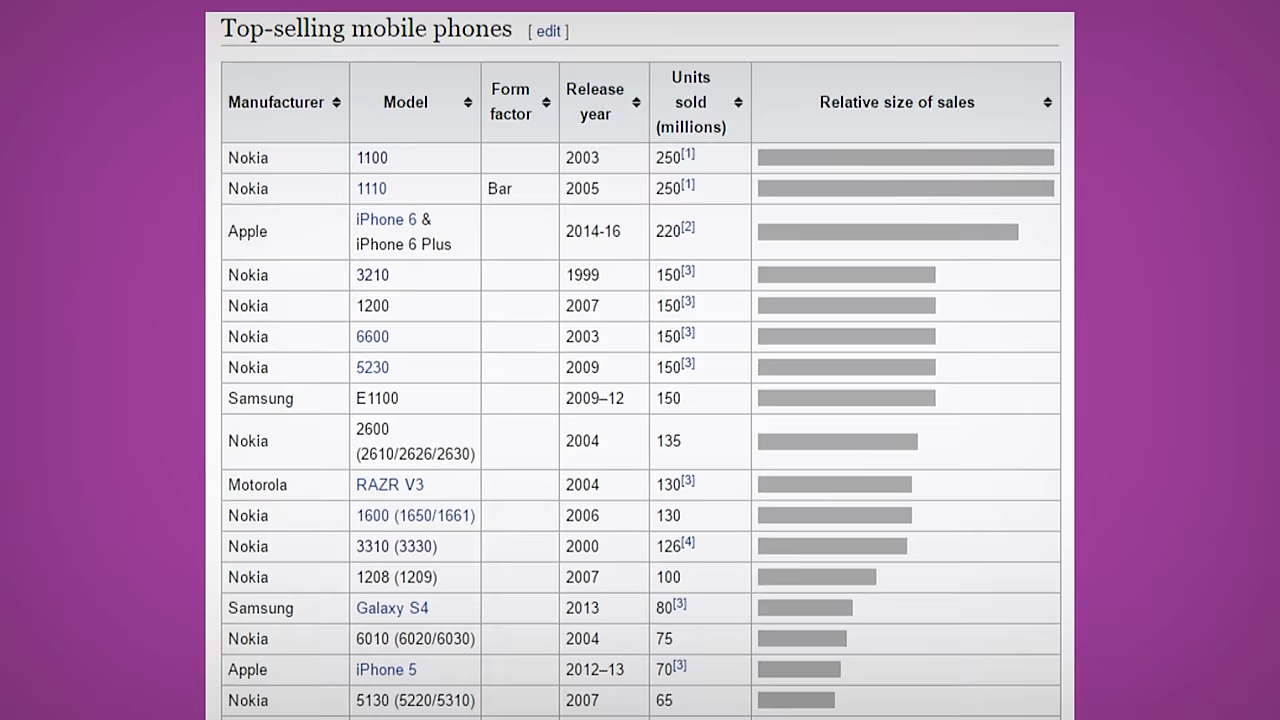 Top-selling mobile phones [ edit ]
Manufacturer Model Form factor Release year Units sold (millions) Relative size of sales
Nokia 1100 2003 250[1]
Nokia 1110 Bar 2005 250[1]
Apple iPhone 6 & iPhone 6 Plus 2014-16 220[2]
Nokia 3210 1999 150[3]
Nokia 1200 2007 150[3]
Nokia 6600 2003 150[3]
Nokia 5230 2009 150[3]
Samsung E1100 2009–12 150
Nokia 2600 (2610/2626/2630) 2004 135
Motorola RAZR V3 2004 130[3]
Nokia 1600 (1650/1661) 2006 130
Nokia 3310 (3330) 2000 126[4]
Nokia 1208 (1209) 2007 100
Samsung Galaxy S4 2013 80[3]
Nokia 6010 (6020/6030) 2004 75
Apple iPhone 5 2012–13 70[3]
Nokia 5130 (5220/5310) 2007 65